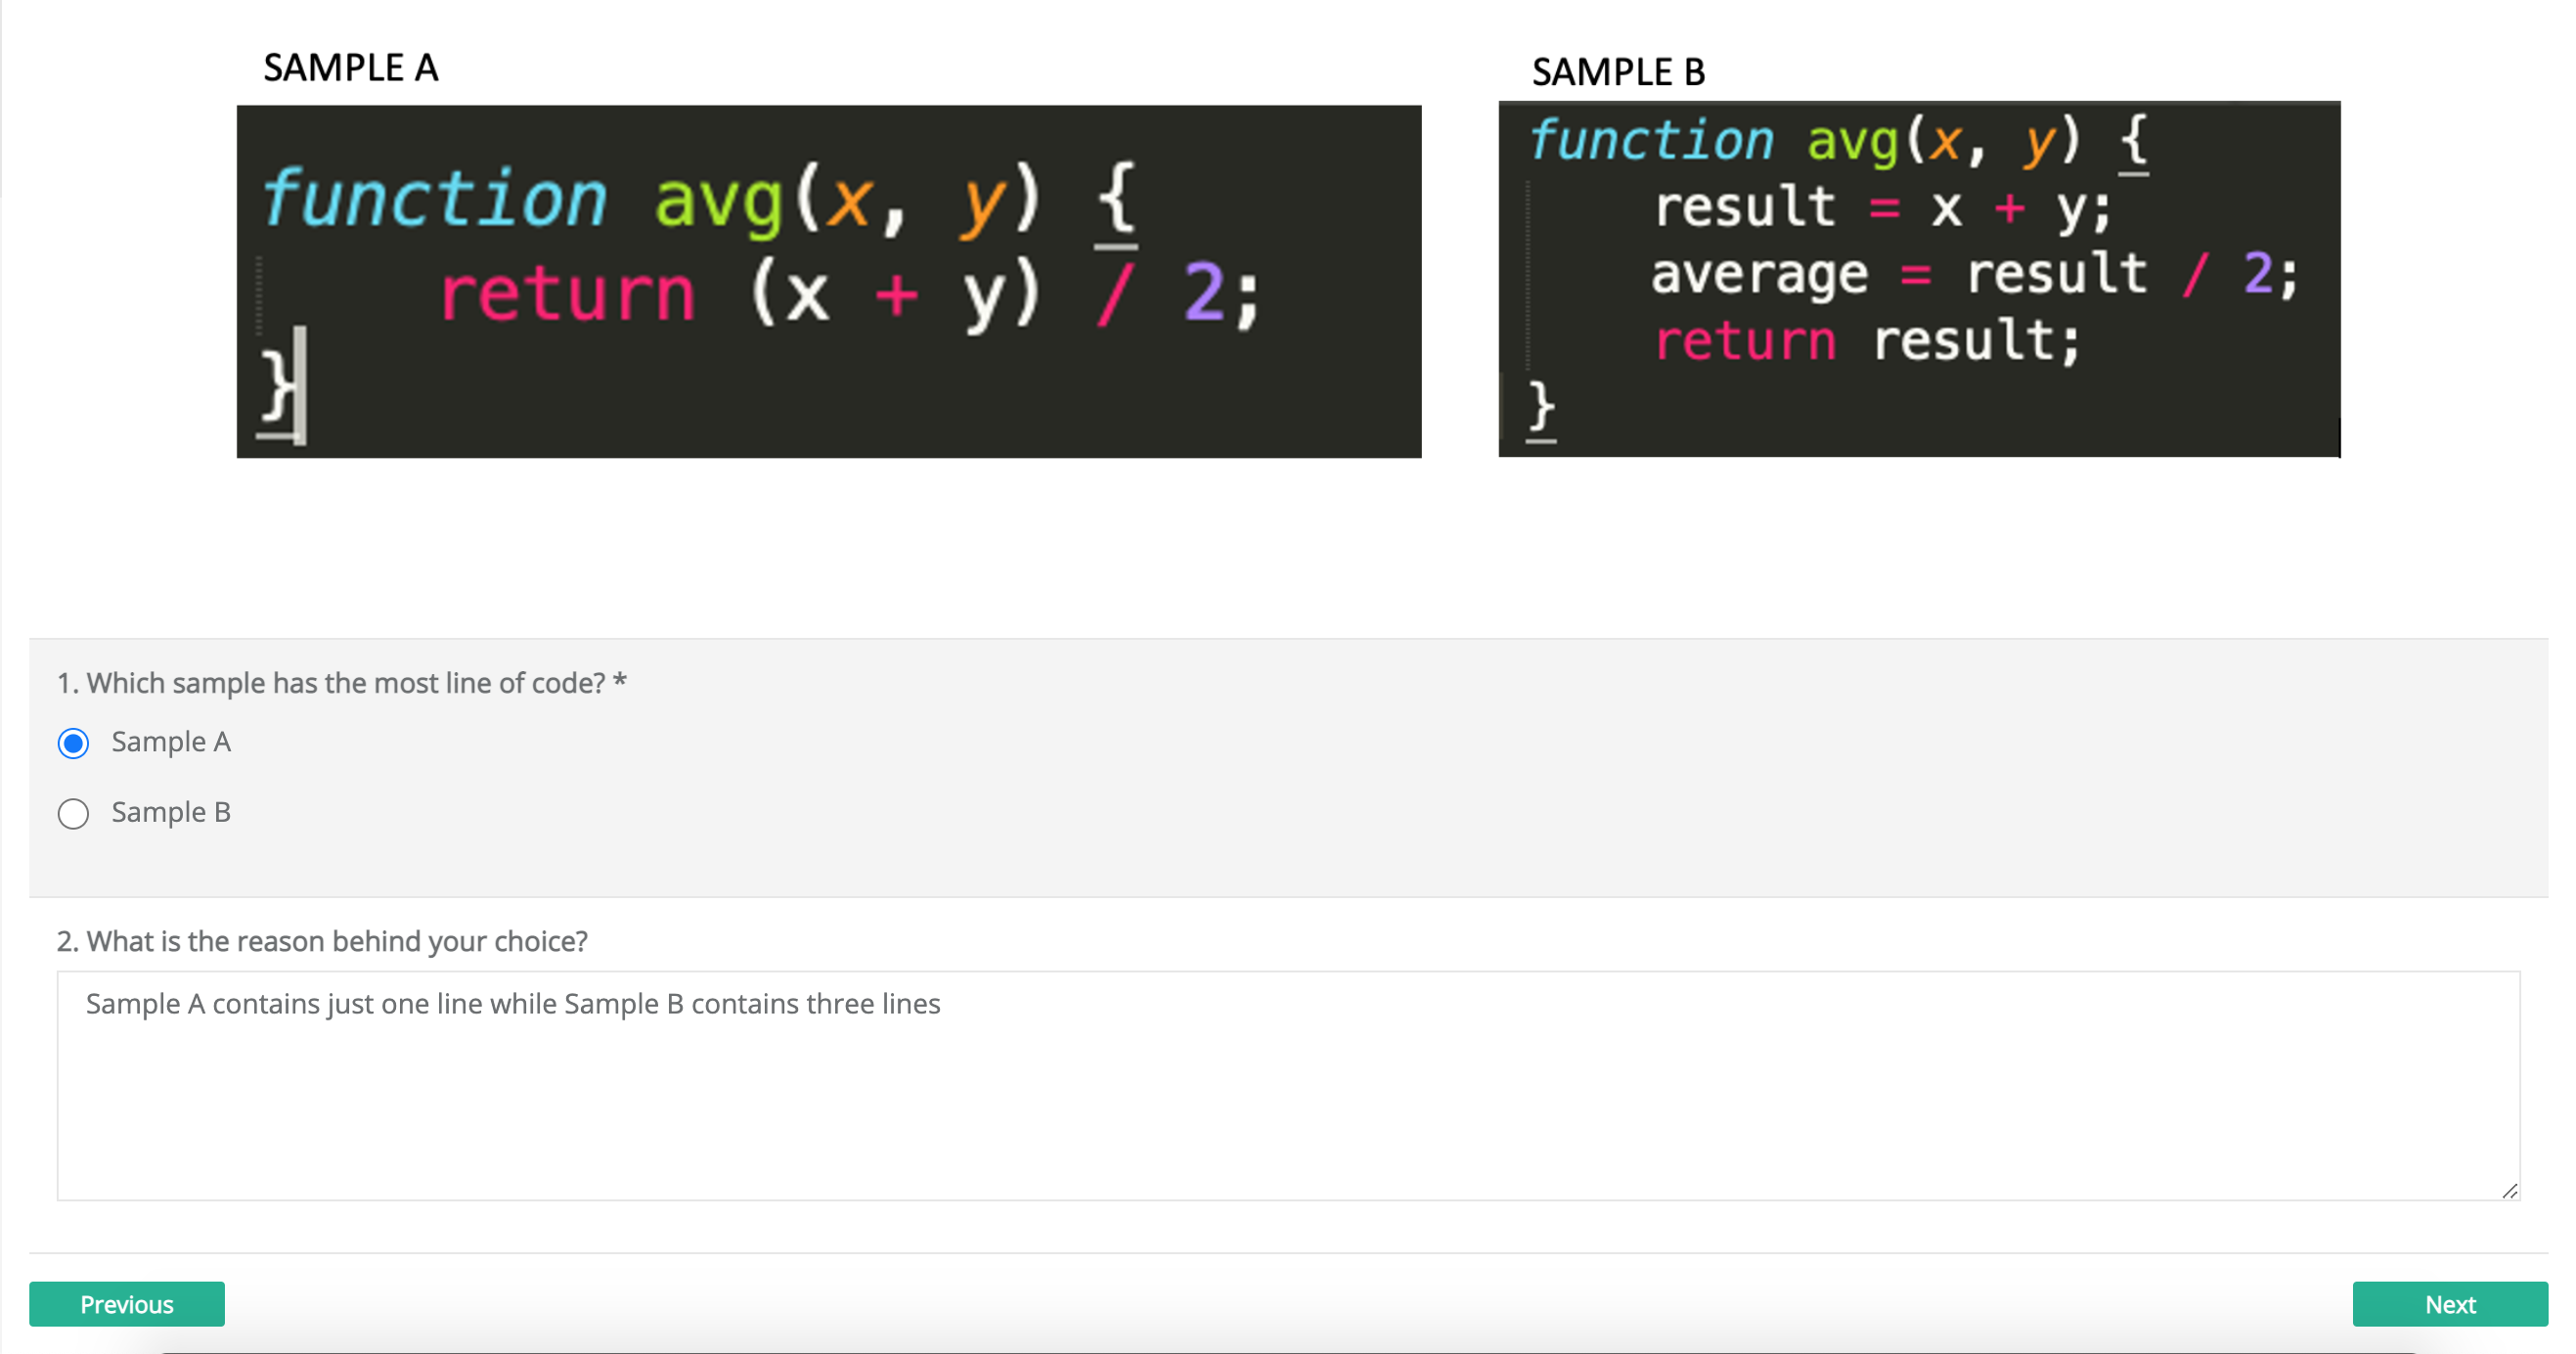 SAMPLE A
function avg(x, y) {
    return (x + y) / 2;
}
SAMPLE B
function avg(x, y) {
    result = x + y;
    average = result / 2;
    return result;
}
1. Which sample has the most line of code? *
Sample A
Sample B
2. What is the reason behind your choice?
Sample A contains just one line while Sample B contains three lines
Previous
Next